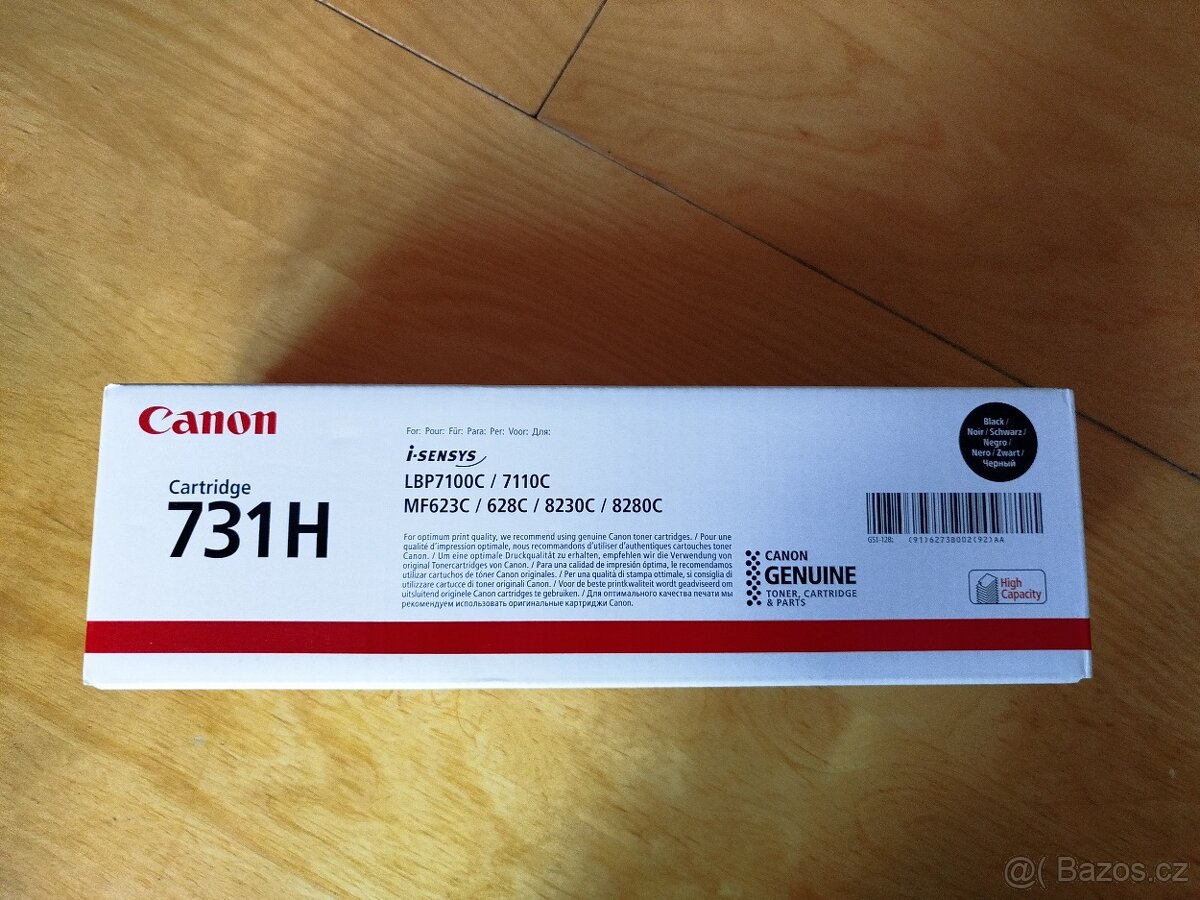 Canon
Cartridge
731H
For: Pour: Für: Para: Per: Voor: Для:
i-SENSYS
LBP7100C / 7110C
MF623C / 628C / 8230C / 8280C
For optimum print quality, we recommend using genuine Canon toner cartridges. / Pour une
qualité d'impression optimale, nous recommandons d'utiliser d'authentiques cartouches toner
Canon. / Um eine optimale Druckqualität zu erhalten, empfehlen wir die Verwendung von
original Tonercartridges von Canon. / Para una calidad de impresión óptima, le recomendamos
utilizar cartuchos de tóner Canon originales. / Per una qualità di stampa ottimale, si consiglia di
utilizzare cartucce di toner originali Canon. / Voor de beste printkwaliteit wordt geadviseerd om
uitsluitend originele Canon cartridges te gebruiken. / Для оптимального качества печати мы
рекомендуем использовать оригинальные картриджи Canon.
CANON
GENUINE
TONER, CARTRIDGE
& PARTS
Black /
Noir / Schwarz /
Negro /
Nero / Zwart /
Черный
GS1-128: (91)6273B002(92)AA
High
Capacity
@( Bazos.cz